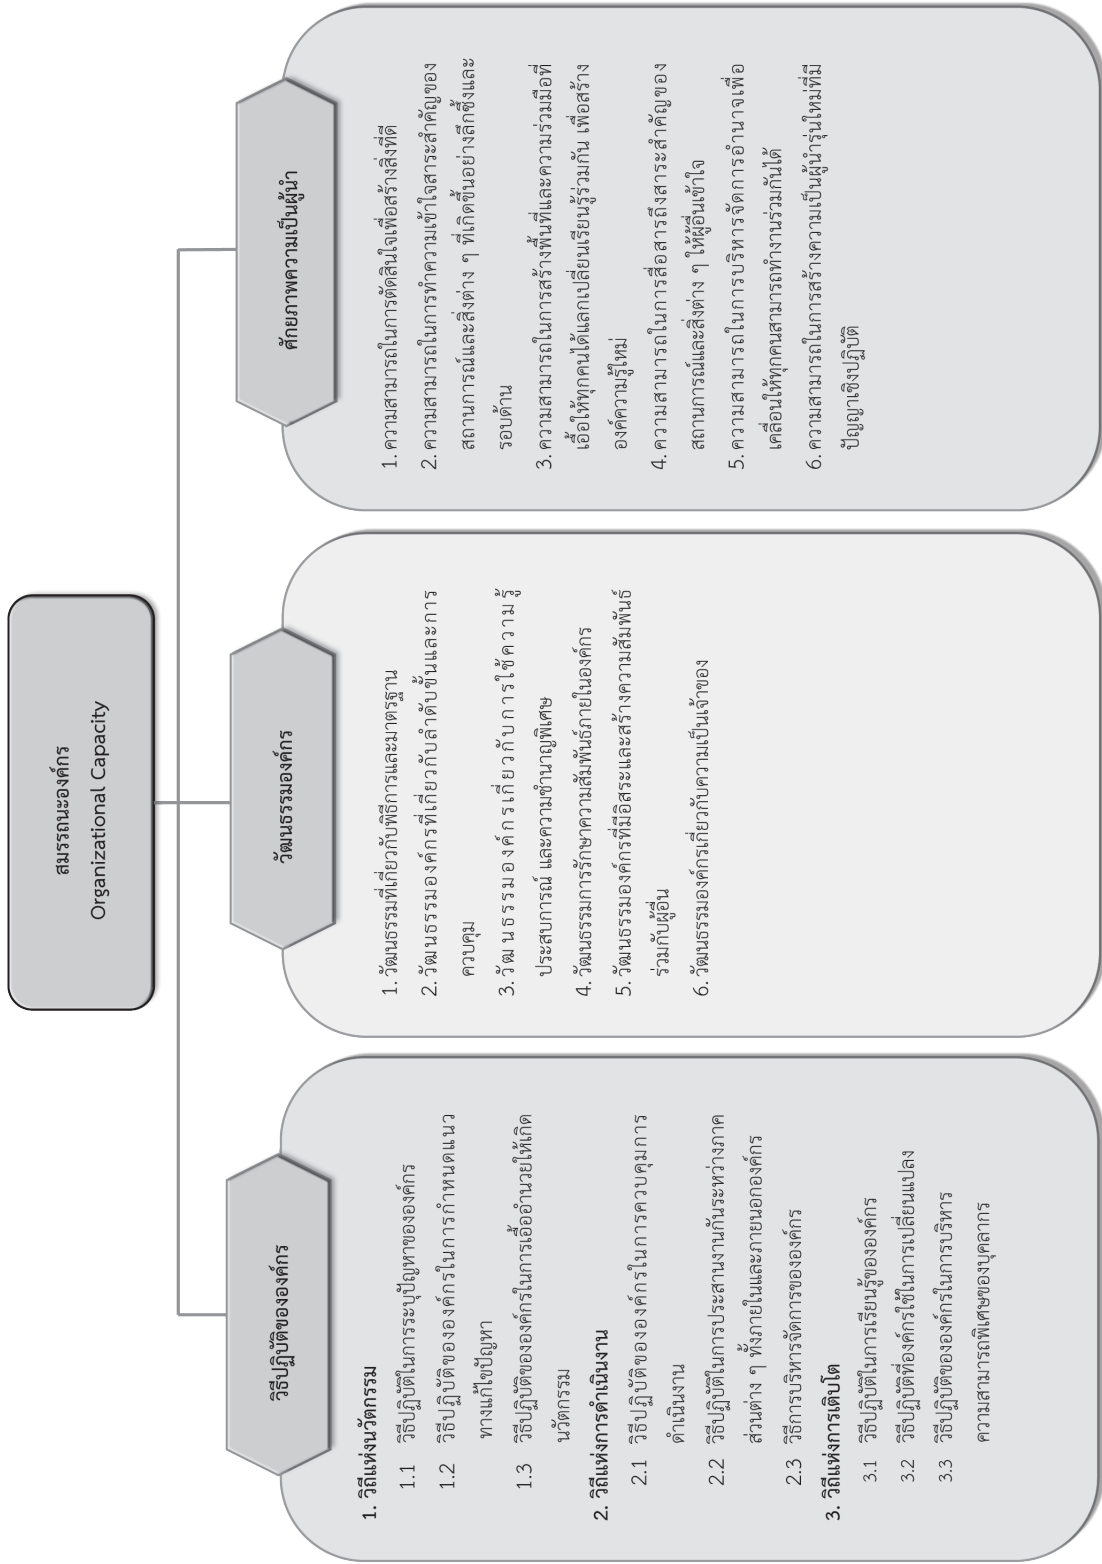 สมรรถนะองค์กร
Organizational Capacity
วิธีปฏิบัติขององค์กร
1. วิถีแห่งนวัตกรรม
1.1 วิธีปฏิบัติในการระบุปัญหาขององค์กร
1.2 วิธีปฏิบัติขององค์กรในการกำหนดแนว
ทางแก้ไขปัญหา
1.3 วิธีปฏิบัติขององค์กรในการเอื้ออำนวยให้เกิด
นวัตกรรม
2. วิถีแห่งการดำเนินงาน
2.1 วิธีปฏิบัติขององค์กรในการควบคุมการ
ดำเนินงาน
2.2 วิธีปฏิบัติในการประสานงานกันระหว่างภาค
ส่วนต่าง ๆ ทั้งภายในและภายนอกองค์กร
2.3 วิธีการบริหารจัดการขององค์กร
3. วิถีแห่งการเติบโต
3.1 วิธีปฏิบัติในการเรียนรู้ขององค์กร
3.2 วิธีปฏิบัติที่องค์กรใช้ในการเปลี่ยนแปลง
3.3 วิธีปฏิบัติขององค์กรในการบริหาร
ความสามารถพิเศษของบุคลากร
วัฒนธรรมองค์กร
1. วัฒนธรรมที่เกี่ยวกับพิธีการและมาตรฐาน
2. วัฒนธรรมองค์กรที่เกี่ยวกับลำดับชั้นและการ
ควบคุม
3. วัฒนธรรมองค์กรเกี่ยวกับการใช้ความรู้
ประสบการณ์ และความชำนาญพิเศษ
4. วัฒนธรรมการรักษาความสัมพันธ์ภายในองค์กร
5. วัฒนธรรมองค์กรที่มีอิสระและสร้างความสัมพันธ์
ร่วมกับผู้อื่น
6. วัฒนธรรมองค์กรเกี่ยวกับความเป็นเจ้าของ
ศักยภาพความเป็นผู้นำ
1. ความสามารถในการตัดสินใจเพื่อสร้างสิ่งที่ดี
2. ความสามารถในการทำความเข้าใจสาระสำคัญของ
สถานการณ์และสิ่งต่าง ๆ ที่เกิดขึ้นอย่างลึกซึ้งและ
รอบด้าน
3. ความสามารถในการสร้างพื้นที่และความร่วมมือที่
เอื้อให้ทุกคนได้แลกเปลี่ยนเรียนรู้ร่วมกัน เพื่อสร้าง
องค์ความรู้ใหม่
4. ความสามารถในการสื่อสารถึงสาระสำคัญของ
สถานการณ์และสิ่งต่าง ๆ ให้ผู้อื่นเข้าใจ
5. ความสามารถในการบริหารจัดการอำนาจเพื่อ
เคลื่อนให้ทุกคนสามารถทำงานร่วมกันได้
6. ความสามารถในการสร้างความเป็นผู้นำรุ่นใหม่ที่มี
ปัญญาเชิงปฏิบัติ